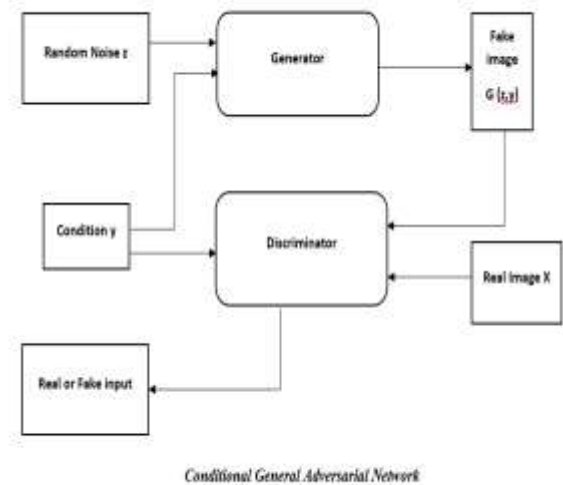 Random Noise z
Generator
Fake
image
G (z,y)
Condition y
Discriminator
Real Image X
Real or Fake input
Conditional General Adversarial Network